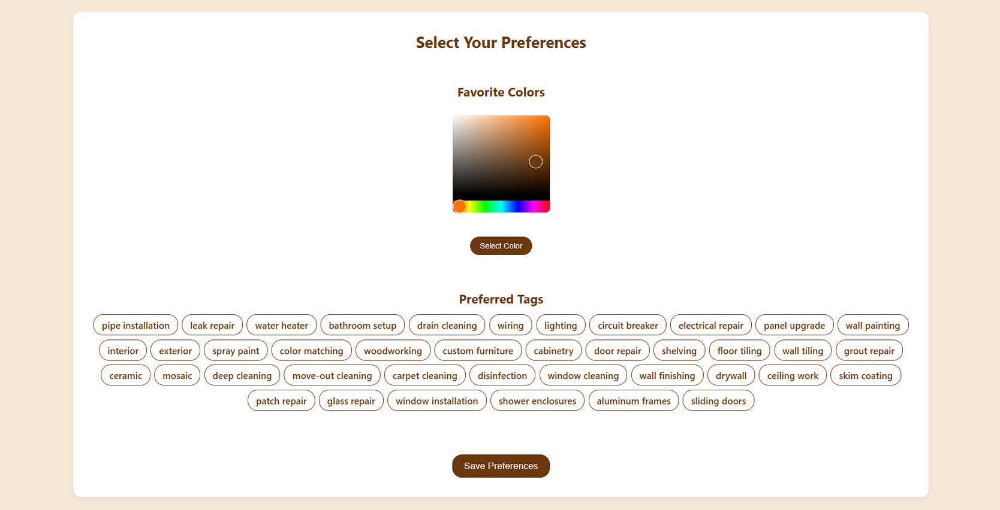 Select Your Preferences
Favorite Colors
Select Color
Preferred Tags
pipe installation leak repair water heater bathroom setup drain cleaning wiring lighting circuit breaker electrical repair panel upgrade wall painting
interior exterior spray paint color matching woodworking custom furniture cabinetry door repair shelving floor tiling wall tiling grout repair
ceramic mosaic deep cleaning move-out cleaning carpet cleaning disinfection window cleaning wall finishing drywall ceiling work skim coating
patch repair glass repair window installation shower enclosures aluminum frames sliding doors
Save Preferences